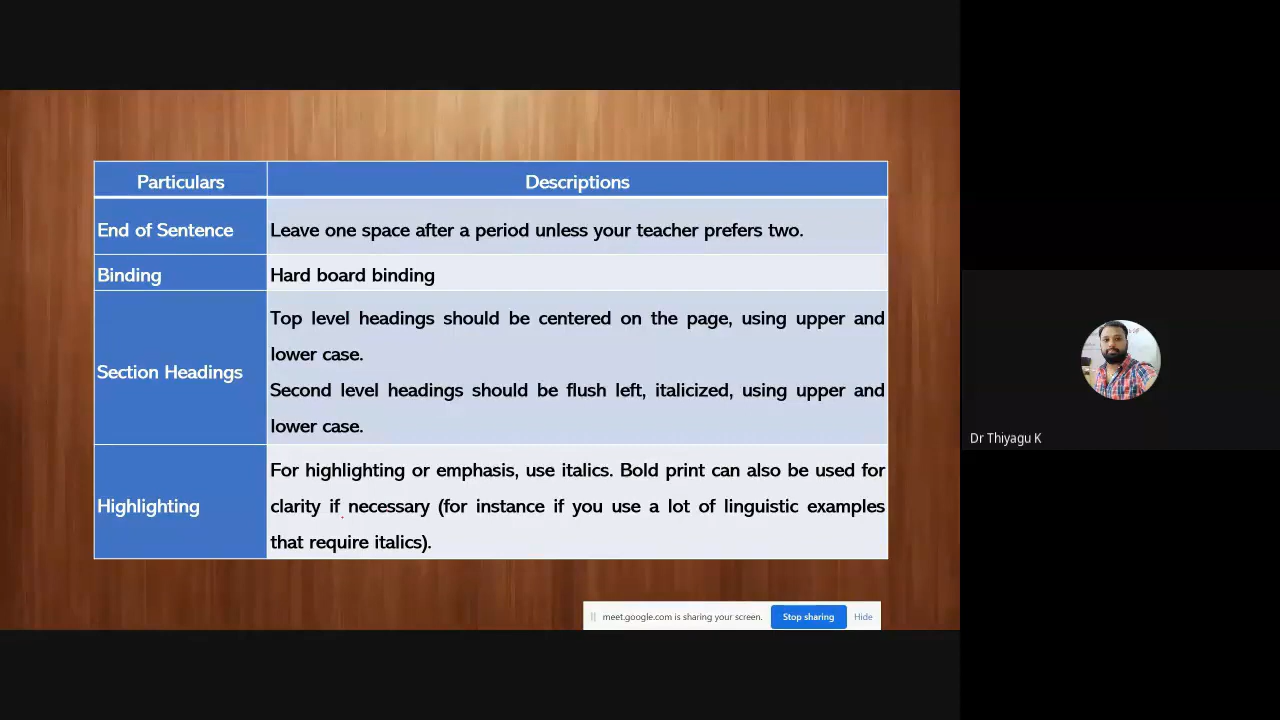 Particulars
Descriptions
End of Sentence
Leave one space after a period unless your teacher prefers two.
Binding
Hard board binding
Section Headings
Top level headings should be centered on the page, using upper and
lower case.
Second level headings should be flush left, italicized, using upper and
lower case.
Highlighting
For highlighting or emphasis, use italics. Bold print can also be used for
clarity if necessary (for instance if you use a lot of linguistic examples
that require italics).
meet.google.com is sharing your screen.
Stop sharing
Hide
Dr Thiyagu K